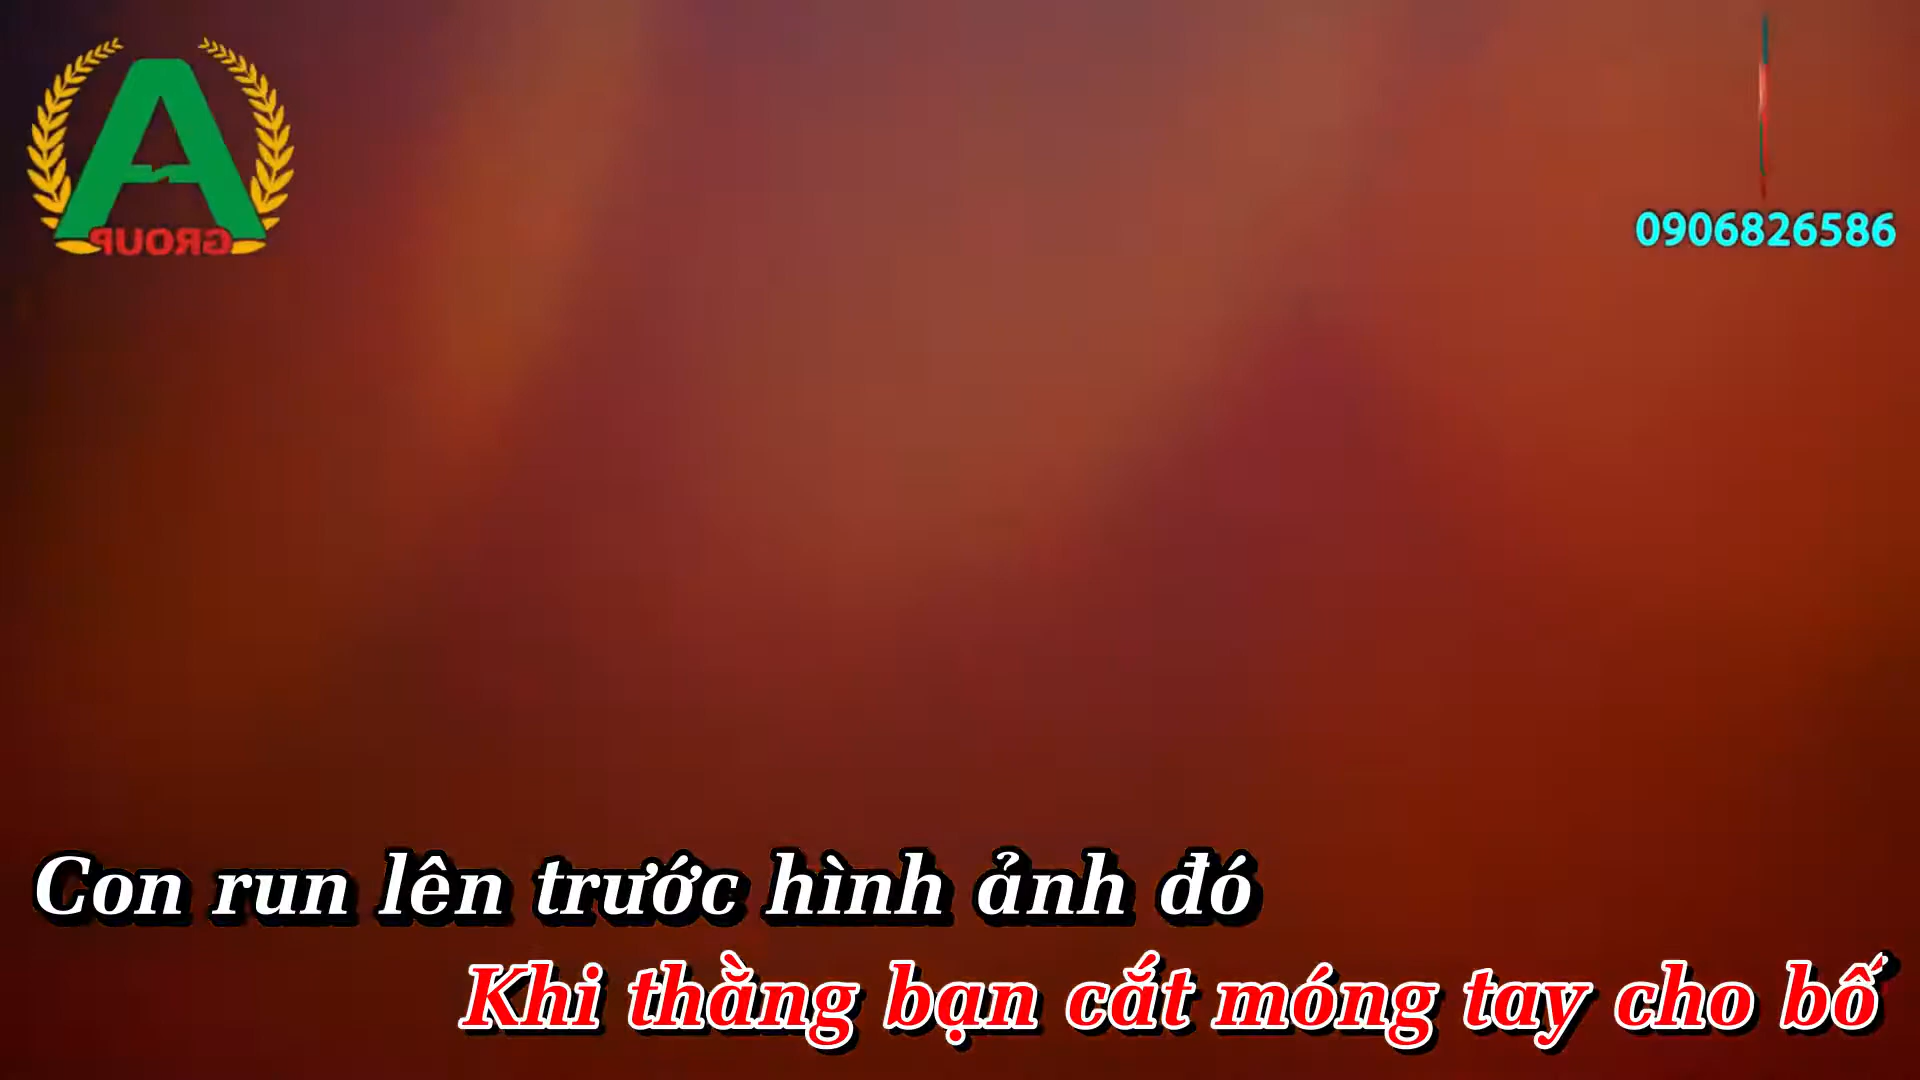 A
GROUP
0906826586
Con run lên trước hình ảnh đó
Khi thằng bạn cắt móng tay cho bố